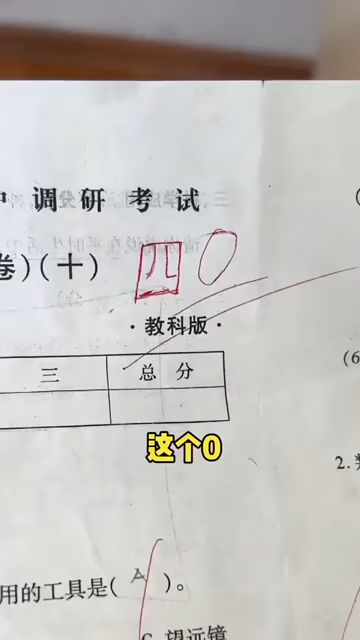 调研考试
卷)(十) 四0
·教科版·
三 总分
(6
这个0
2.
用的工具是( A )。
C.望远镜